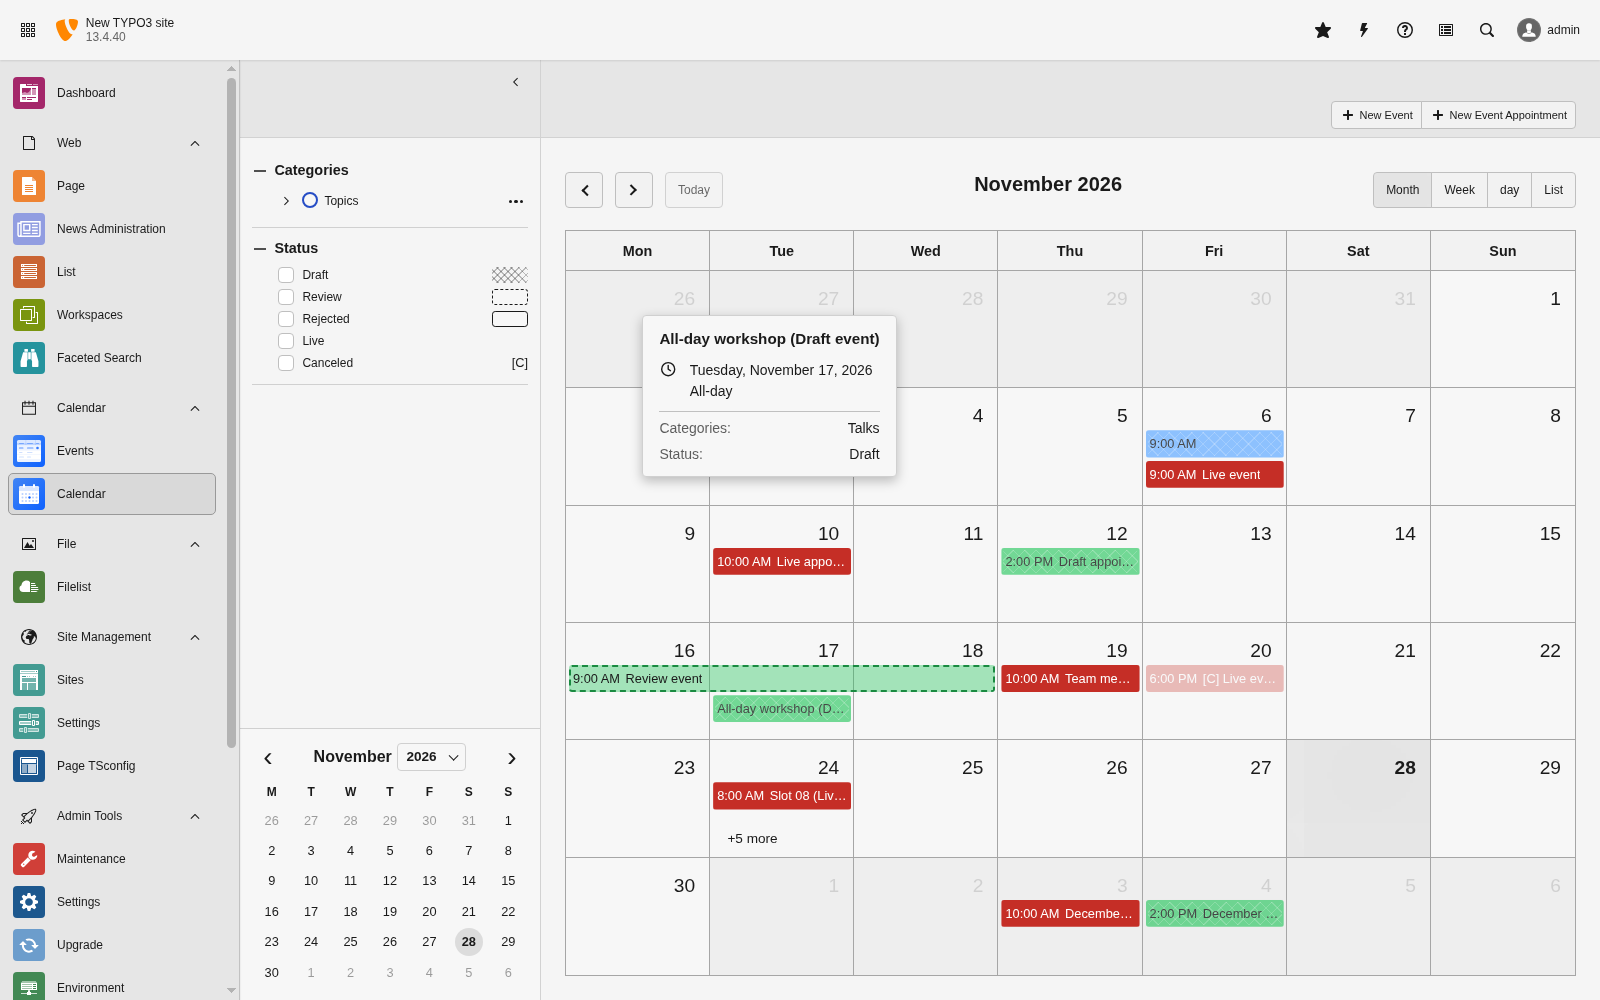 New TYPO3 site
13.4.40
admin
Dashboard
Web
Page
News Administration
List
Workspaces
Faceted Search
Calendar
Events
Calendar
File
Filelist
Site Management
Sites
Settings
Page TSconfig
Admin Tools
Maintenance
Settings
Upgrade
Environment
Categories
Topics
Status
Draft
Review
Rejected
Live
Canceled [C]
November 2026
M T W T F S S
26 27 28 29 30 31 1
2 3 4 5 6 7 8
9 10 11 12 13 14 15
16 17 18 19 20 21 22
23 24 25 26 27 28 29
30 1 2 3 4 5 6
New Event New Event Appointment
Today
November 2026
Month Week day List
Mon Tue Wed Thu Fri Sat Sun
26 27 28 29 30 31 1
All-day workshop (Draft event)
Tuesday, November 17, 2026
All-day
Categories: Talks
Status: Draft
4 5 6 7 8
9:00 AM
9:00 AM Live event
9 10 11 12 13 14 15
10:00 AM Live appo…
2:00 PM Draft appoi…
16 17 18 19 20 21 22
9:00 AM Review event
10:00 AM Team me…
6:00 PM [C] Live ev…
All-day workshop (D…
23 24 25 26 27 28 29
8:00 AM Slot 08 (Liv…
+5 more
30 1 2 3 4 5 6
10:00 AM Decembe…
2:00 PM December …